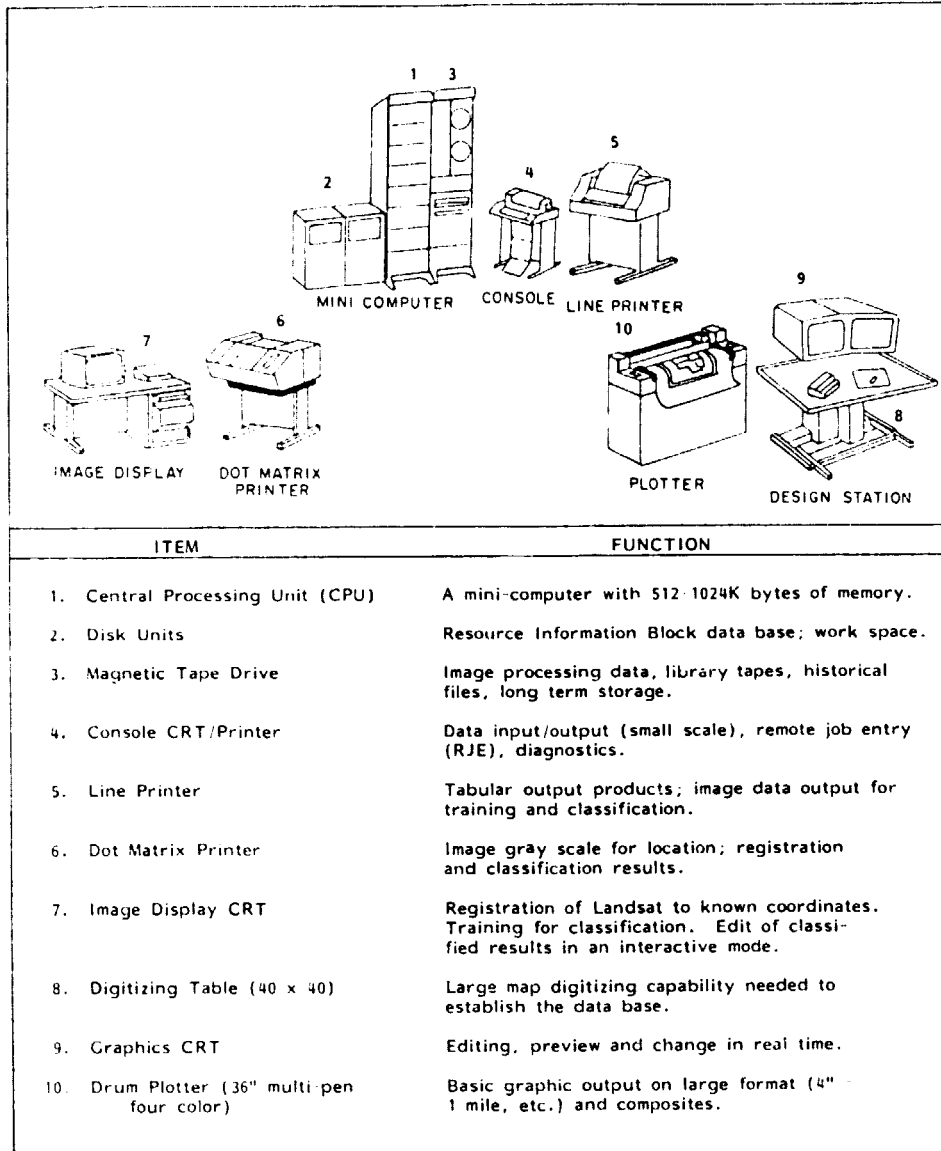 1 3
5
4
2
MINI COMPUTER CONSOLE LINE PRINTER
9
6
10
7
8
IMAGE DISPLAY DOT MATRIX PRINTER
PLOTTER
DESIGN STATION
ITEM FUNCTION
1. Central Processing Unit (CPU) A mini-computer with 512-1024K bytes of memory.
2. Disk Units Resource Information Block data base; work space.
3. Magnetic Tape Drive Image processing data, library tapes, historical
files, long term storage.
4. Console CRT/Printer Data input/output (small scale), remote job entry
(RJE), diagnostics.
5. Line Printer Tabular output products; image data output for
training and classification.
6. Dot Matrix Printer Image gray scale for location; registration
and classification results.
7. Image Display CRT Registration of Landsat to known coordinates.
Training for classification. Edit of classi-
fied results in an interactive mode.
8. Digitizing Table (40 x 40) Large map digitizing capability needed to
establish the data base.
9. Graphics CRT Editing, preview and change in real time.
10. Drum Plotter (36" multi-pen Basic graphic output on large format (4" -
four color) 1 mile, etc.) and composites.